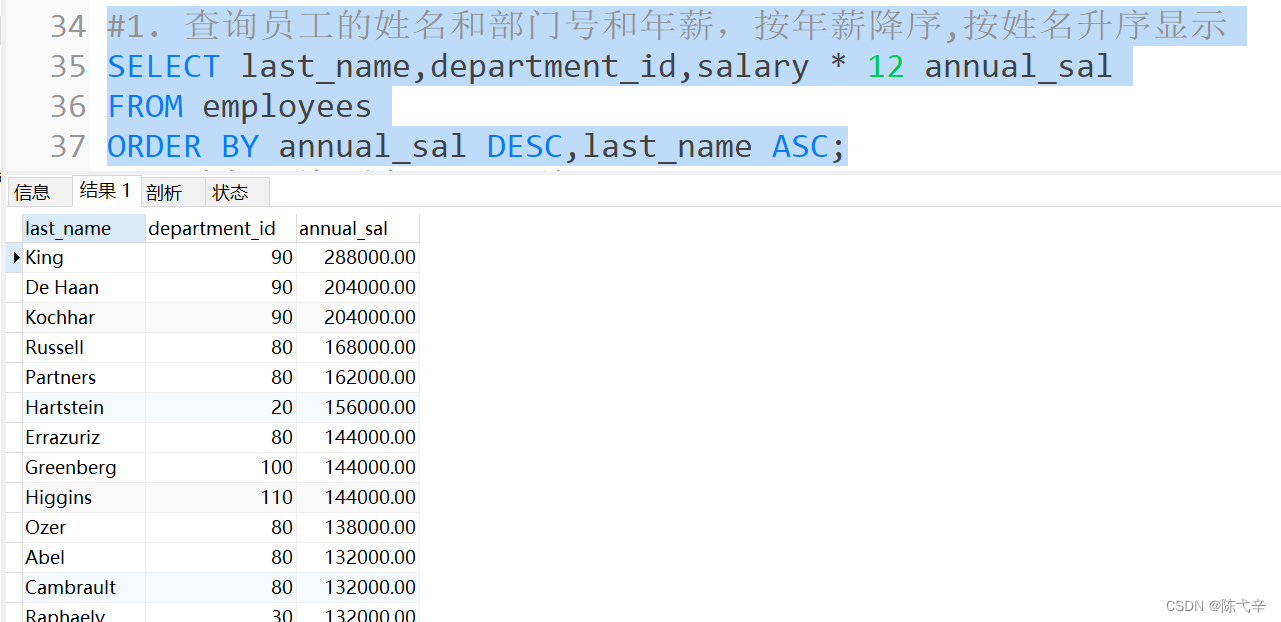 34 #1. 查询员工的姓名和部门号和年薪，按年薪降序,按姓名升序显示
35 SELECT last_name,department_id,salary * 12 annual_sal
36 FROM employees
37 ORDER BY annual_sal DESC,last_name ASC;
信息 结果 1 剖析 状态
last_name department_id annual_sal
King 90 288000.00
De Haan 90 204000.00
Kochhar 90 204000.00
Russell 80 168000.00
Partners 80 162000.00
Hartstein 20 156000.00
Errazuriz 80 144000.00
Greenberg 100 144000.00
Higgins 110 144000.00
Ozer 80 138000.00
Abel 80 132000.00
Cambrault 80 132000.00
Raphaely 30 132000.00
CSDN @陈弋辛